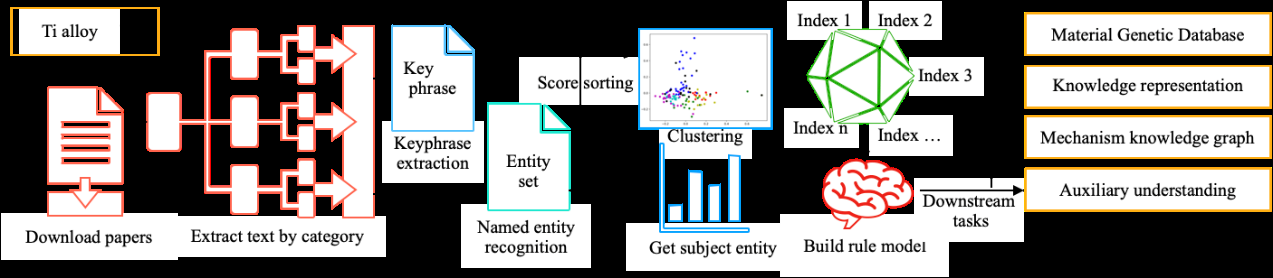 Ti alloy
Download papers
Extract text by category
Key
phrase
Keyphrase
extraction
Entity
set
Named entity
recognition
Score sorting
Clustering
Get subject entity
Index 1
Index 2
Index 3
Index n
Index …
Build rule model
Downstream
tasks
Material Genetic Database
Knowledge representation
Mechanism knowledge graph
Auxiliary understanding